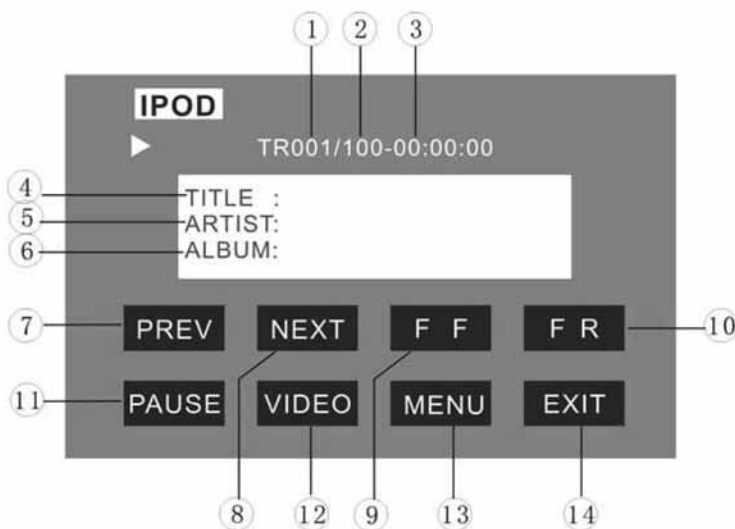 ① ② ③
IPOD
TR001/100-00:00:00
④ TITLE :
⑤ ARTIST:
⑥ ALBUM:
⑦ PREV NEXT F F F R ⑩
⑪ PAUSE VIDEO MENU EXIT
⑧ ⑫ ⑨ ⑬ ⑭